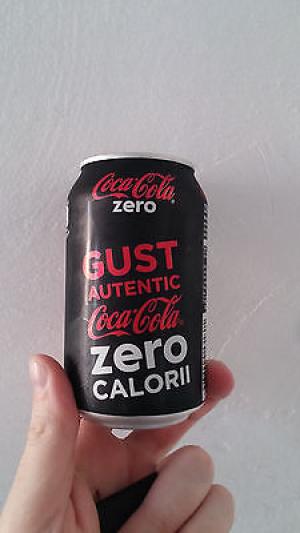 Coca-Cola
zero
GUST
AUTENTIC
Coca-Cola
zero
CALORII